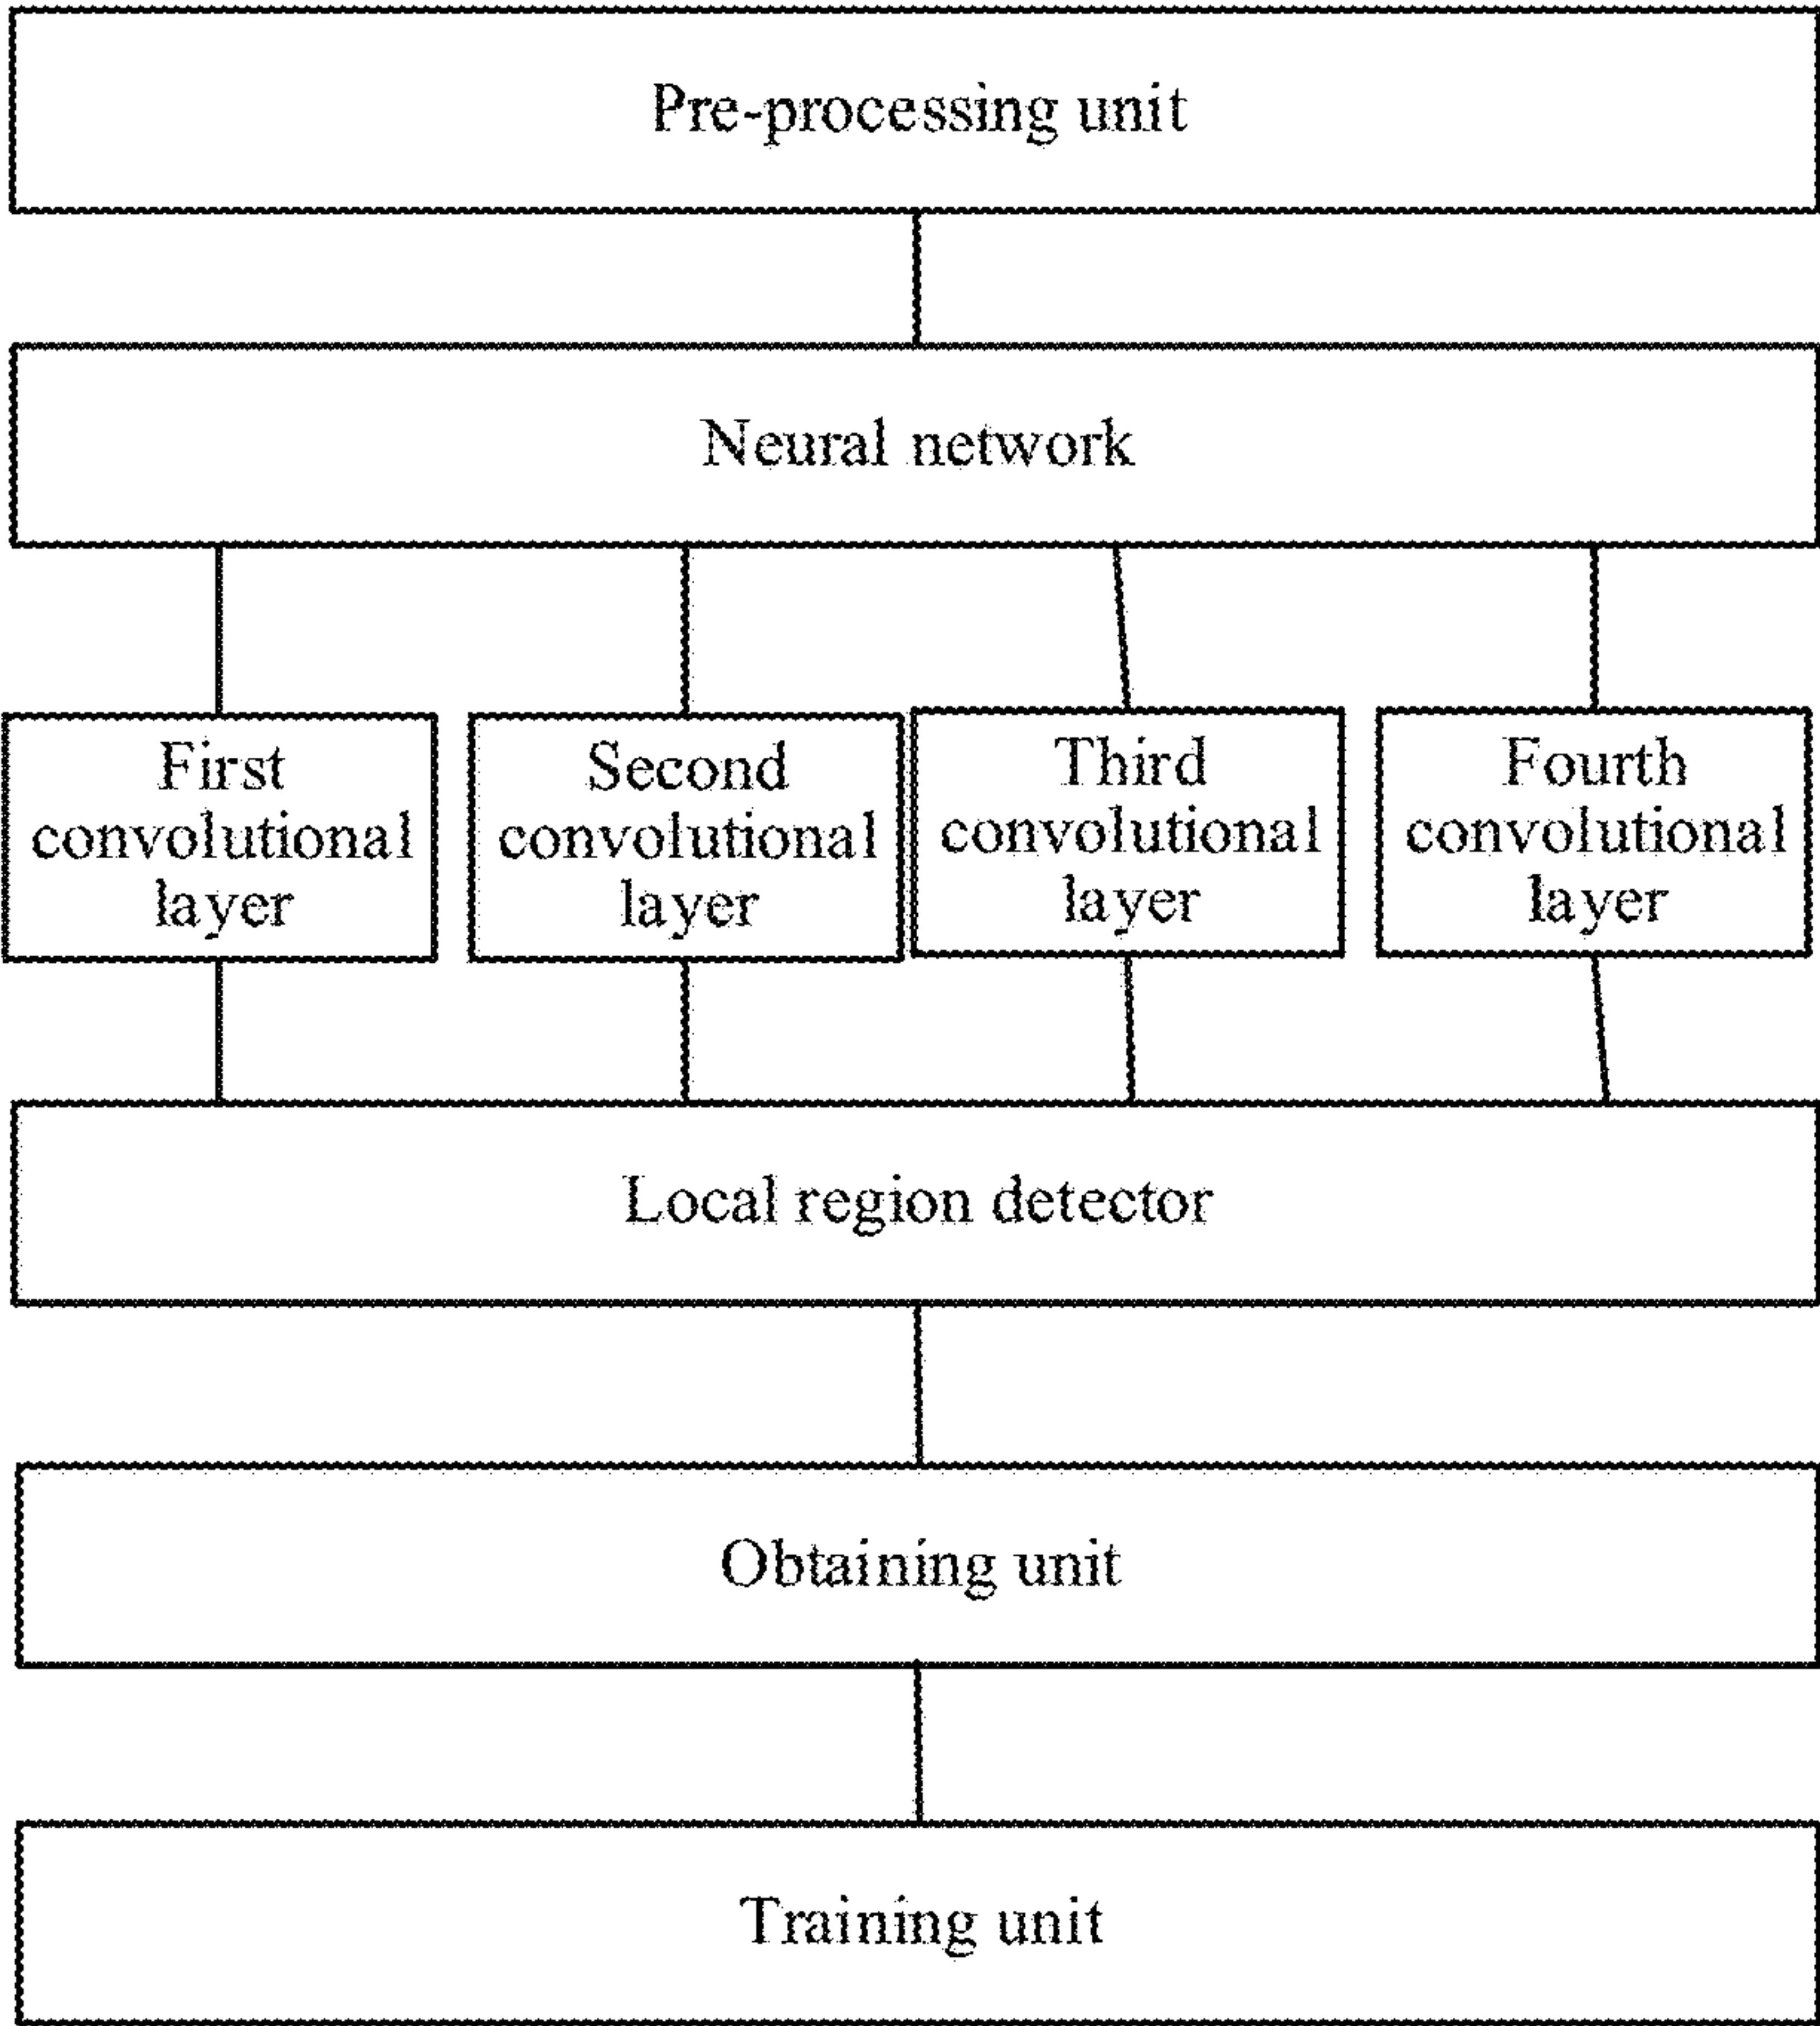 Pre-processing unit
Neural network
First
convolutional
layer
Second
convolutional
layer
Third
convolutional
layer
Fourth
convolutional
layer
Local region detector
Obtaining unit
Training unit